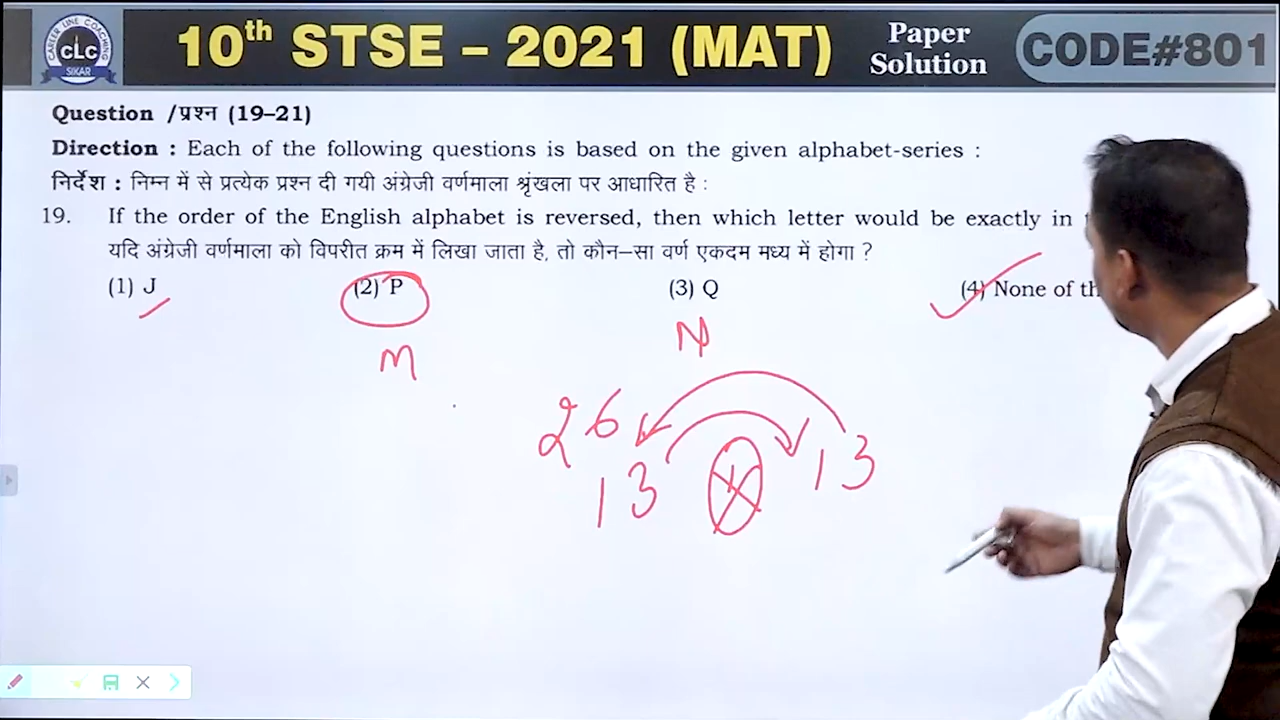 CAREER LINE COACHING
CLC
SIKAR
10th STSE – 2021 (MAT)
Paper
Solution
CODE#801
Question /प्रश्न (19–21)
Direction : Each of the following questions is based on the given alphabet-series :
निर्देश : निम्न में से प्रत्येक प्रश्न दी गयी अंग्रेजी वर्णमाला श्रृंखला पर आधारित है :
19. If the order of the English alphabet is reversed, then which letter would be exactly in
यदि अंग्रेजी वर्णमाला को विपरीत क्रम में लिखा जाता है, तो कौन–सा वर्ण एकदम मध्य में होगा ?
(1) J (2) P (3) Q (4) None of
M N
26
13 13